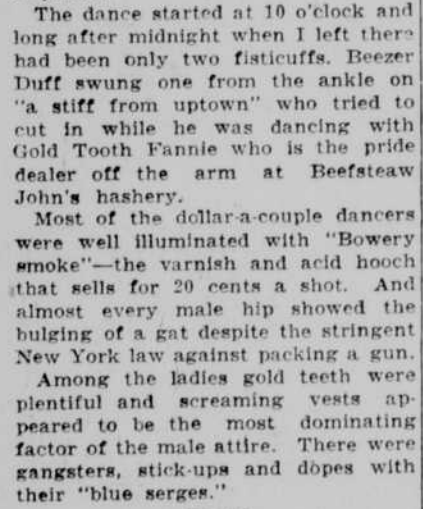 The dance started at 10 o'clock and
long after midnight when I left there
had been only two fisticuffs. Beezer
Duff swung one from the ankle on
"a stiff from uptown" who tried to
cut in while he was dancing with
Gold Tooth Fannie who is the pride
dealer off the arm at Beefsteaw
John's hashery.
Most of the dollar-a-couple dancers
were well illuminated with "Bowery
smoke"—the varnish and acid hooch
that sells for 20 cents a shot. And
almost every male hip showed the
bulging of a gat despite the stringent
New York law against packing a gun.
Among the ladies gold teeth were
plentiful and screaming vests ap-
peared to be the most dominating
factor of the male attire. There were
gangsters, stick-ups and dopes with
their "blue serges."